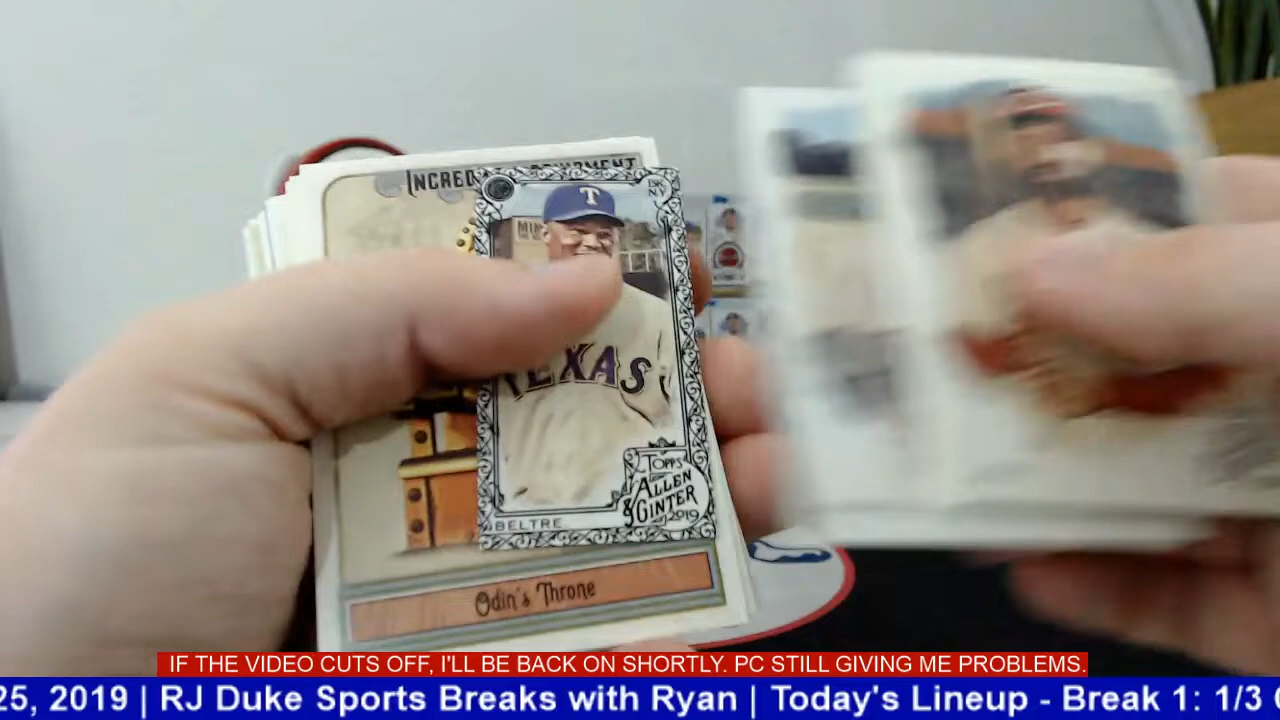 T
TEXAS
TOPPS
ALLEN
&
GINTER
2019
BELTRE
Odin's Throne
IF THE VIDEO CUTS OFF, I'LL BE BACK ON SHORTLY. PC STILL GIVING ME PROBLEMS.
25, 2019 | RJ Duke Sports Breaks with Ryan | Today's Lineup - Break 1: 1/3